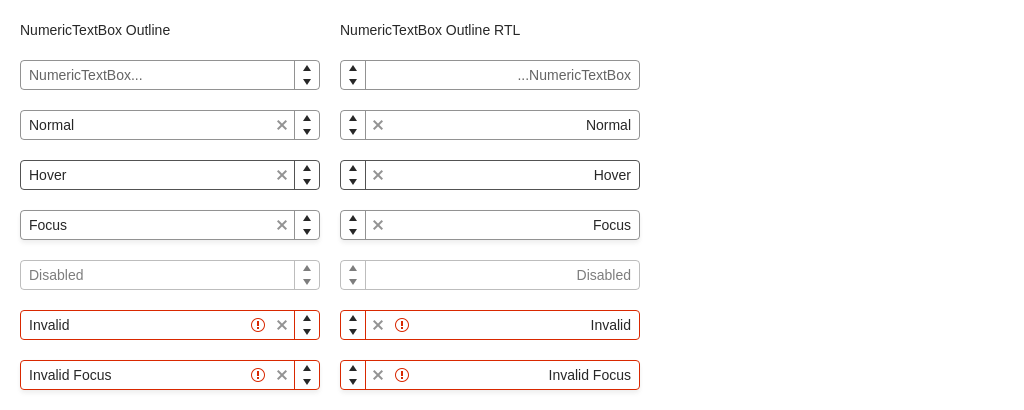 NumericTextBox Outline
NumericTextBox Outline RTL
NumericTextBox...
...NumericTextBox
Normal
Normal
Hover
Hover
Focus
Focus
Disabled
Disabled
Invalid
Invalid
Invalid Focus
Invalid Focus